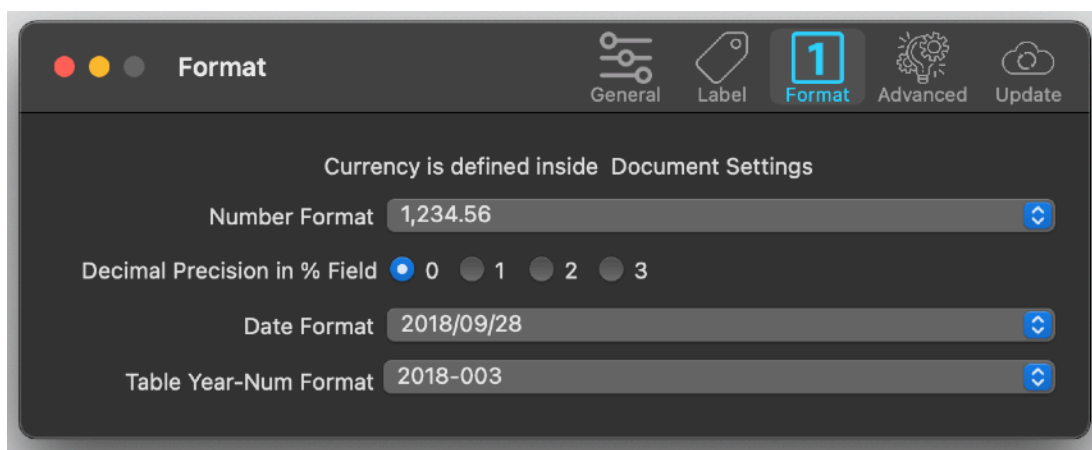 Format
General Label 1 Format Advanced Update
Currency is defined inside Document Settings
Number Format 1,234.56
Decimal Precision in % Field 0 1 2 3
Date Format 2018/09/28
Table Year-Num Format 2018-003